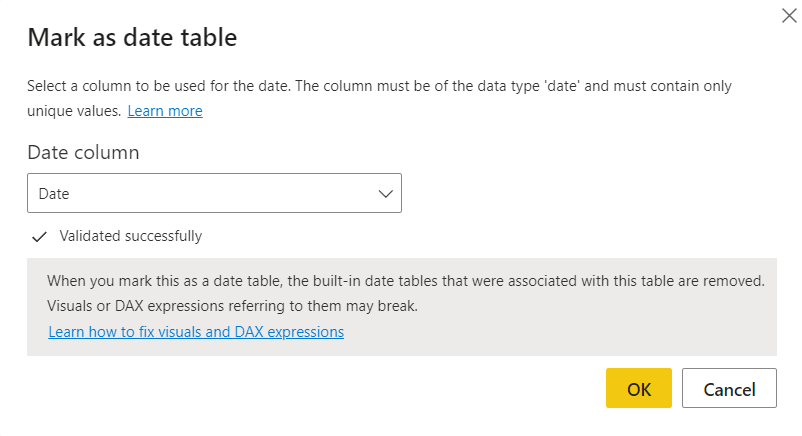 Mark as date table
Select a column to be used for the date. The column must be of the data type 'date' and must contain only
unique values. Learn more
Date column
Date
Validated successfully
When you mark this as a date table, the built-in date tables that were associated with this table are removed.
Visuals or DAX expressions referring to them may break.
Learn how to fix visuals and DAX expressions
OK Cancel